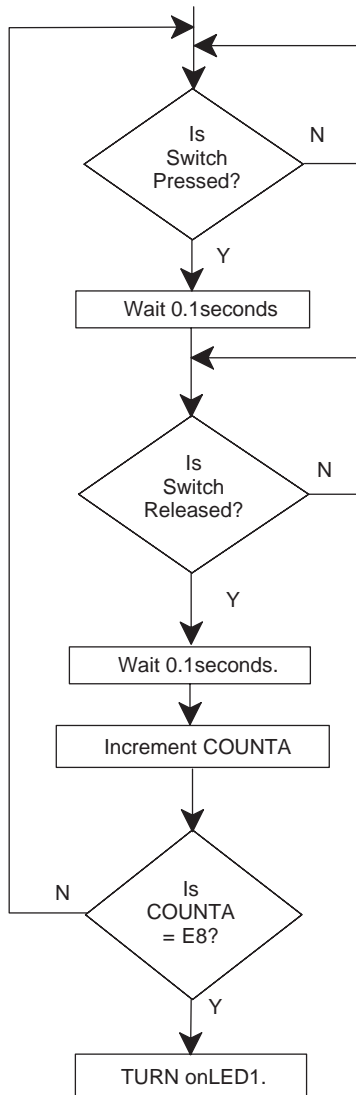 Is
Switch
Pressed?
N
Y
Wait 0.1seconds
Is
Switch
Released?
N
Y
Wait 0.1seconds.
Increment COUNTA
N
Is
COUNTA
= E8?
Y
TURN onLED1.